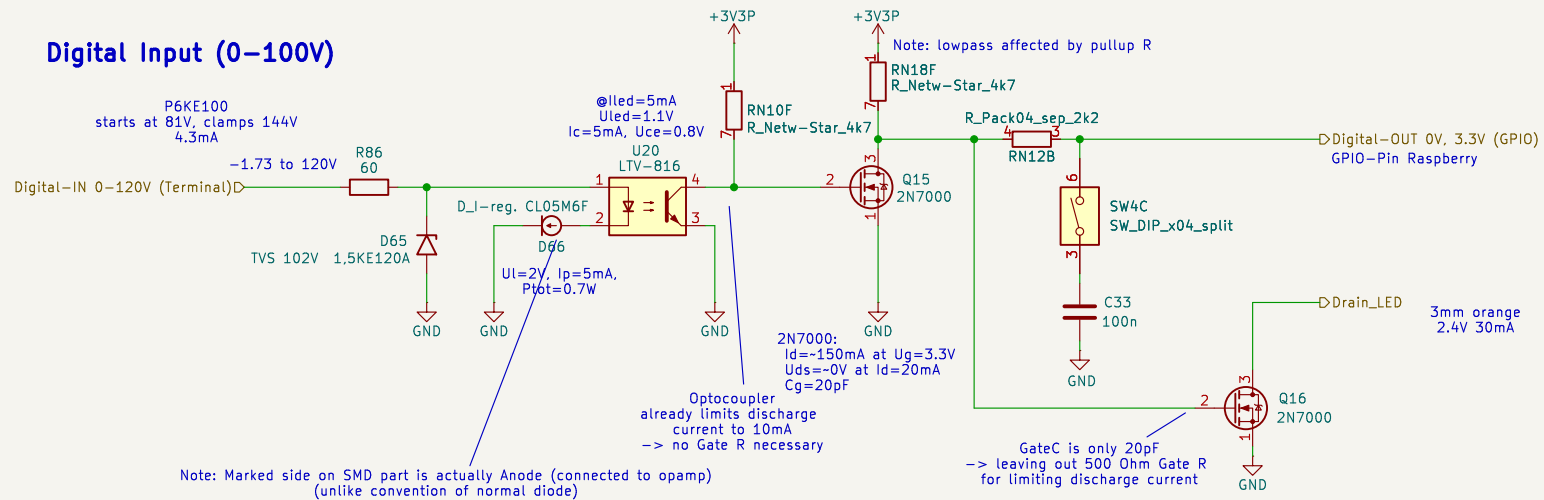 Digital Input (0-100V)
P6KE100
starts at 81V, clamps 144V
4.3mA
-1.73 to 120V
Digital-IN 0-120V (Terminal)
R86
60
D65
TVS 102V 1,5KE120A
GND
D_I-reg. CL05M6F
D66
Ul=2V, Ip=5mA,
Ptot=0.7W
GND
@Iled=5mA
Uled=1.1V
Ic=5mA, Uce=0.8V
U20
LTV-816
1
2
4
3
GND
+3V3P
1
RN10F
R_Netw-Star_4k7
7
+3V3P
Note: lowpass affected by pullup R
1
RN18F
R_Netw-Star_4k7
7
2
3
1
Q15
2N7000
GND
2N7000:
Id=~150mA at Ug=3.3V
Uds=~0V at Id=20mA
Cg=20pF
R_Pack04_sep_2k2
4
3
RN12B
Digital-OUT 0V, 3.3V (GPIO)
GPIO-Pin Raspberry
6
SW4C
SW_DIP_x04_split
3
C33
100n
GND
Drain_LED
3mm orange
2.4V 30mA
3
2
1
Q16
2N7000
GND
Optocoupler
already limits discharge
current to 10mA
-> no Gate R necessary
GateC is only 20pF
-> leaving out 500 Ohm Gate R
for limiting discharge current
Note: Marked side on SMD part is actually Anode (connected to opamp)
(unlike convention of normal diode)